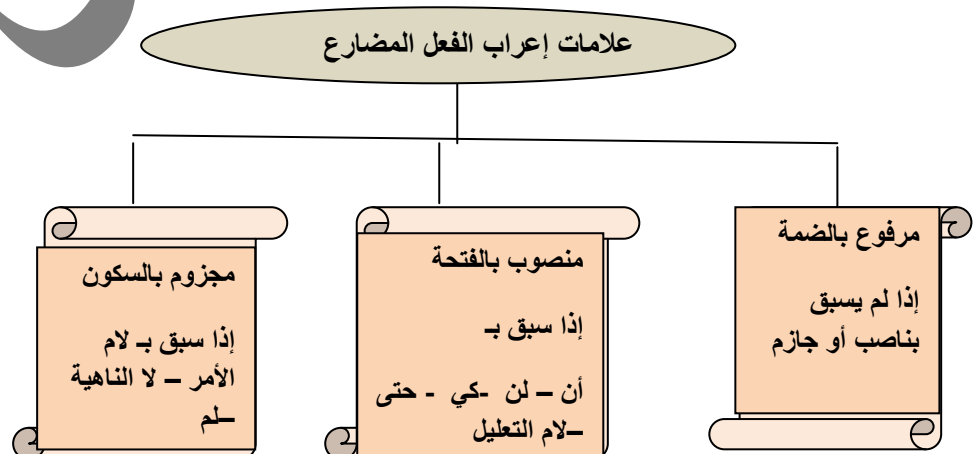 علامات إعراب الفعل المضارع
مرفوع بالضمة
إذا لم يسبق
بناصب أو جازم
منصوب بالفتحة
إذا سبق بـ
أن – لن -كي - حتى
–لام التعليل
مجزوم بالسكون
إذا سبق بـ لام
الأمر – لا الناهية
–لم